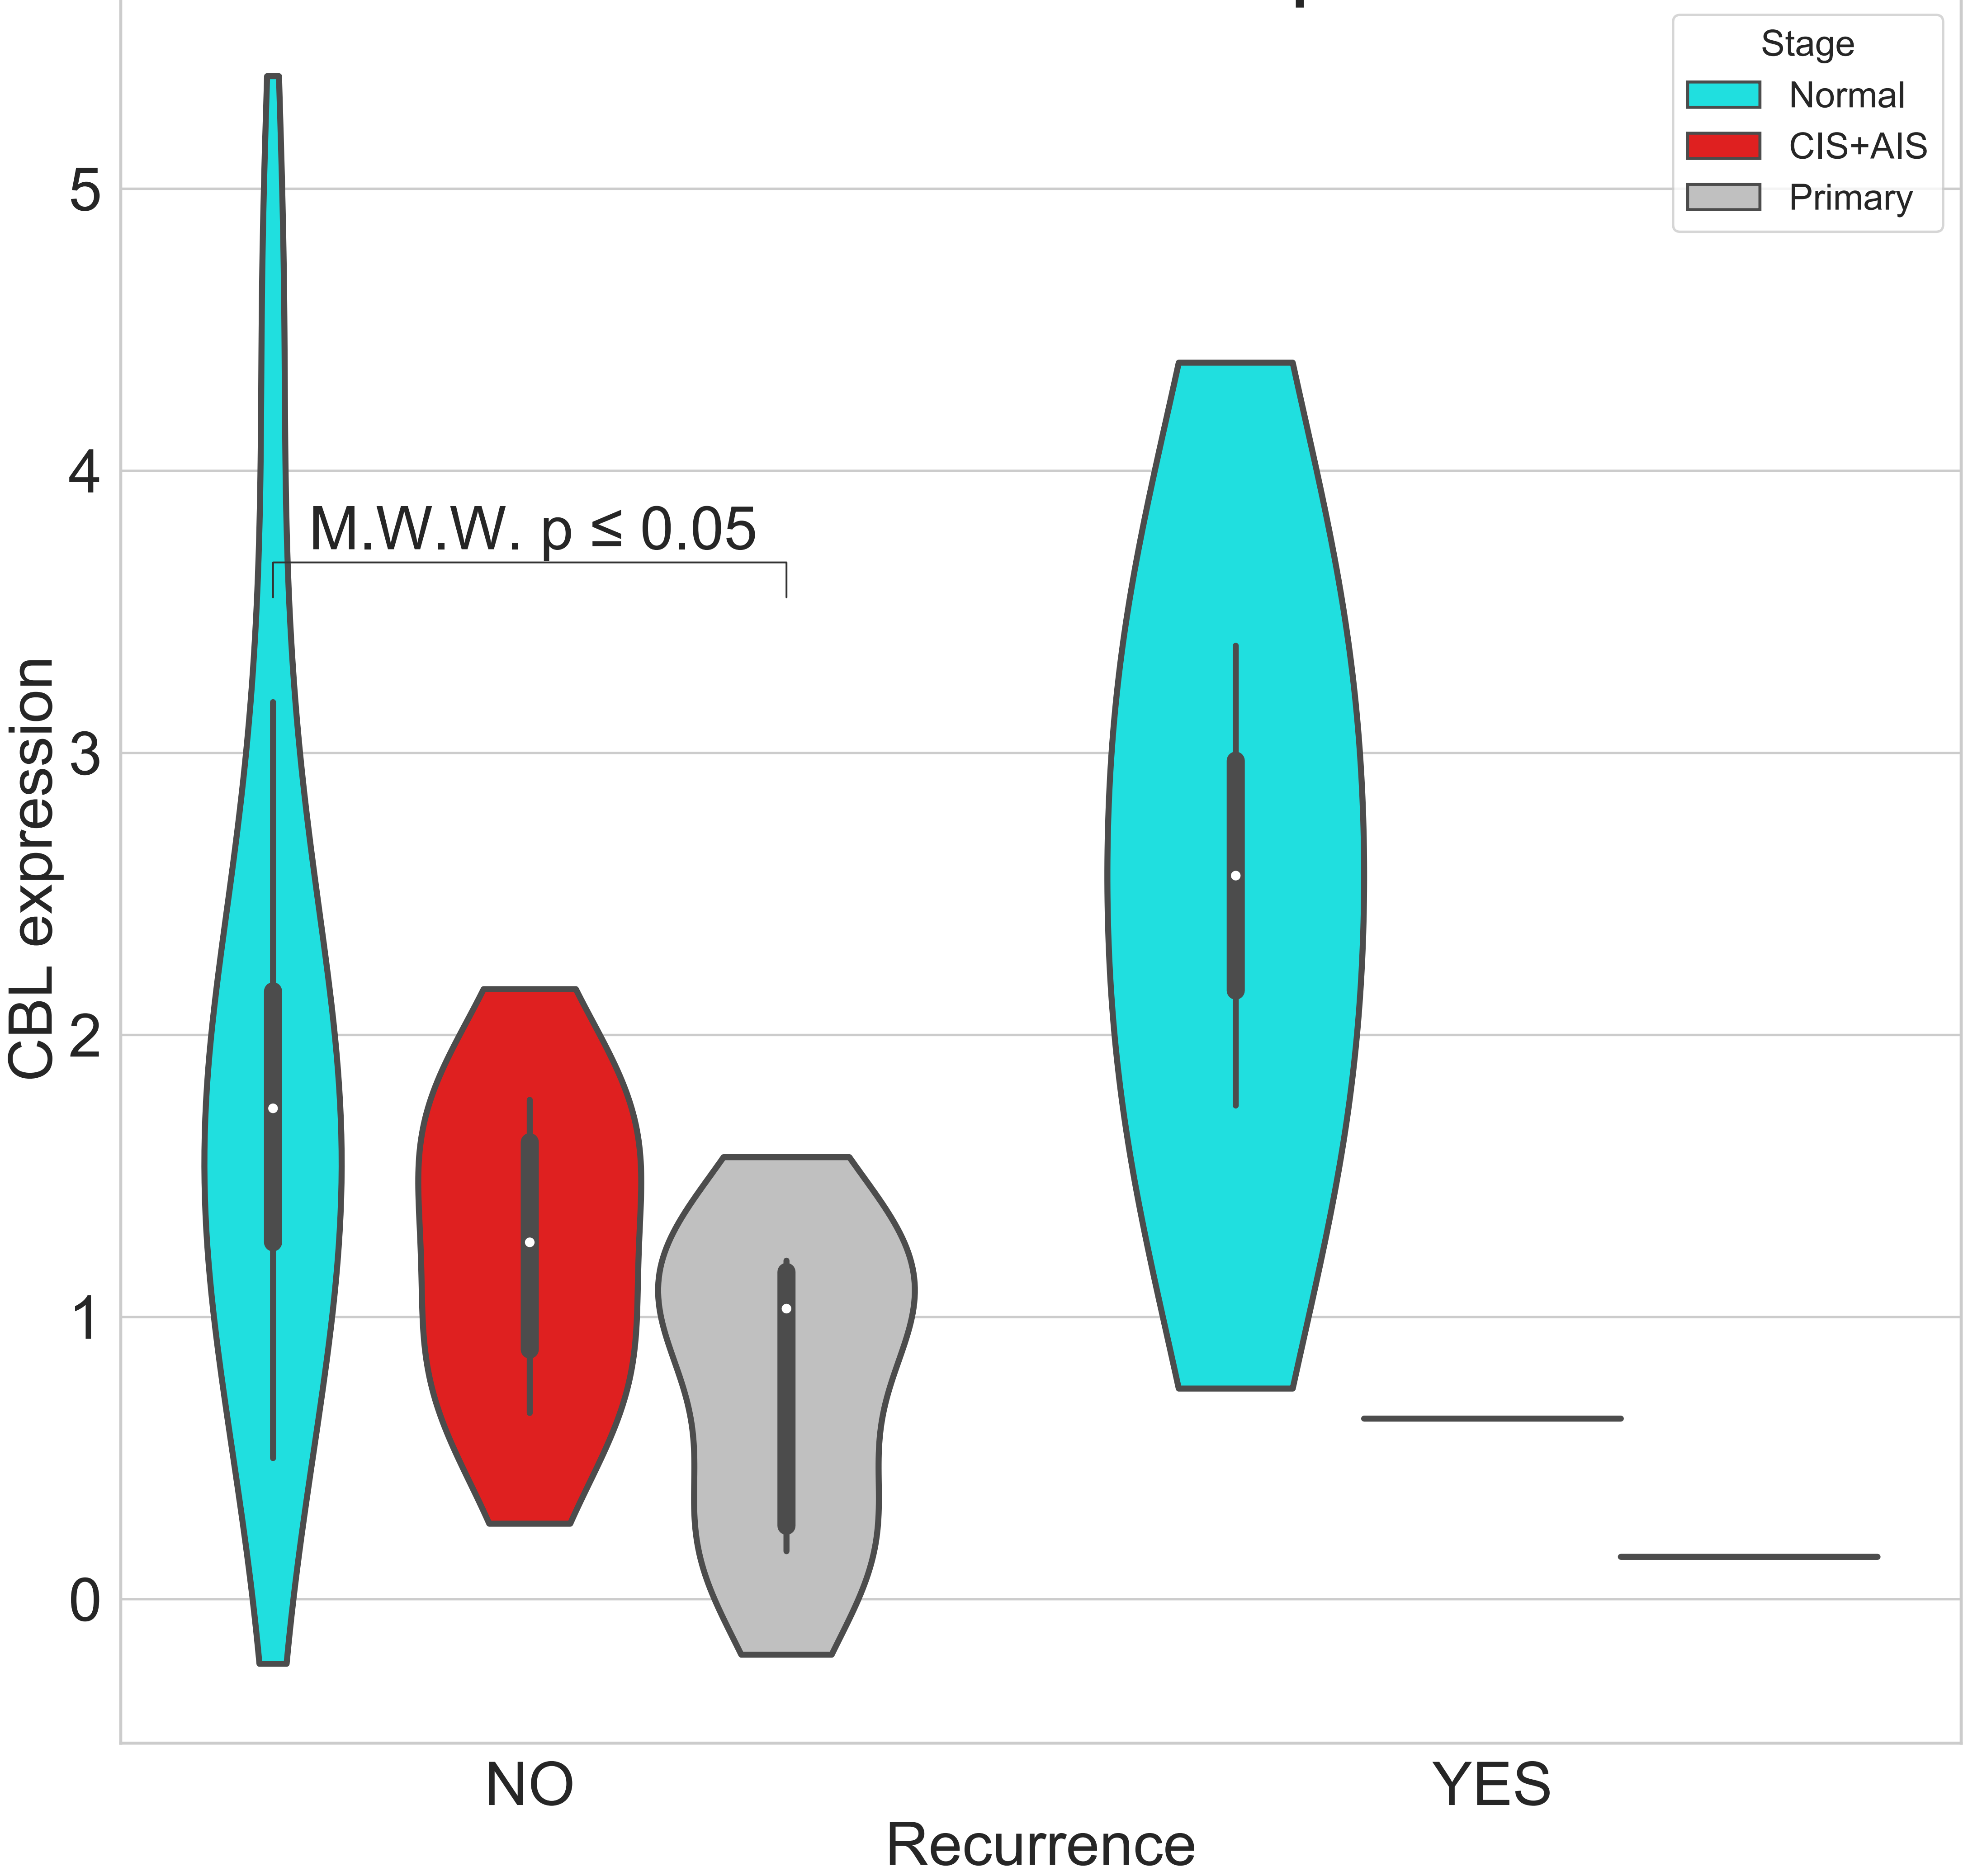 Stage
Normal
CIS+AIS
Primary
5
4
M.W.W. p ≤ 0.05
3
CBL expression
2
1
0
NO
YES
Recurrence